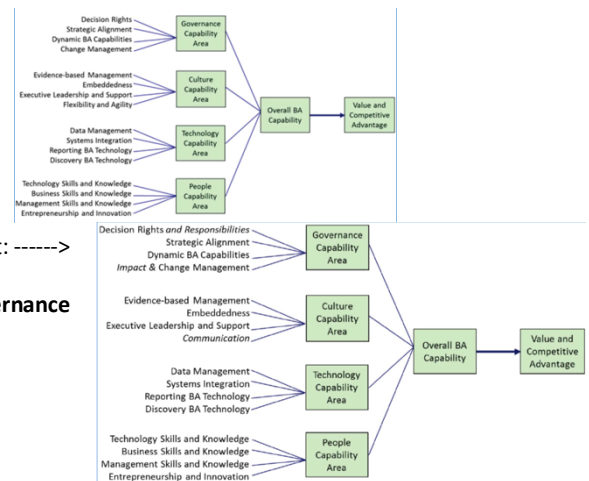 Decision Rights
Strategic Alignment
Dynamic BA Capabilities
Change Management
Governance
Capability
Area
Evidence-based Management
Embeddedness
Executive Leadership and Support
Flexibility and Agility
Culture
Capability
Area
Data Management
Systems Integration
Reporting BA Technology
Discovery BA Technology
Technology
Capability
Area
Technology Skills and Knowledge
Business Skills and Knowledge
Management Skills and Knowledge
Entrepreneurship and Innovation
People
Capability
Area
Overall BA
Capability
Value and
Competitive
Advantage
t: ------>
ernance
Decision Rights and Responsibilities
Strategic Alignment
Dynamic BA Capabilities
Impact & Change Management
Governance
Capability
Area
Evidence-based Management
Embeddedness
Executive Leadership and Support
Communication
Culture
Capability
Area
Data Management
Systems Integration
Reporting BA Technology
Discovery BA Technology
Technology
Capability
Area
Technology Skills and Knowledge
Business Skills and Knowledge
Management Skills and Knowledge
Entrepreneurship and Innovation
People
Capability
Area
Overall BA
Capability
Value and
Competitive
Advantage